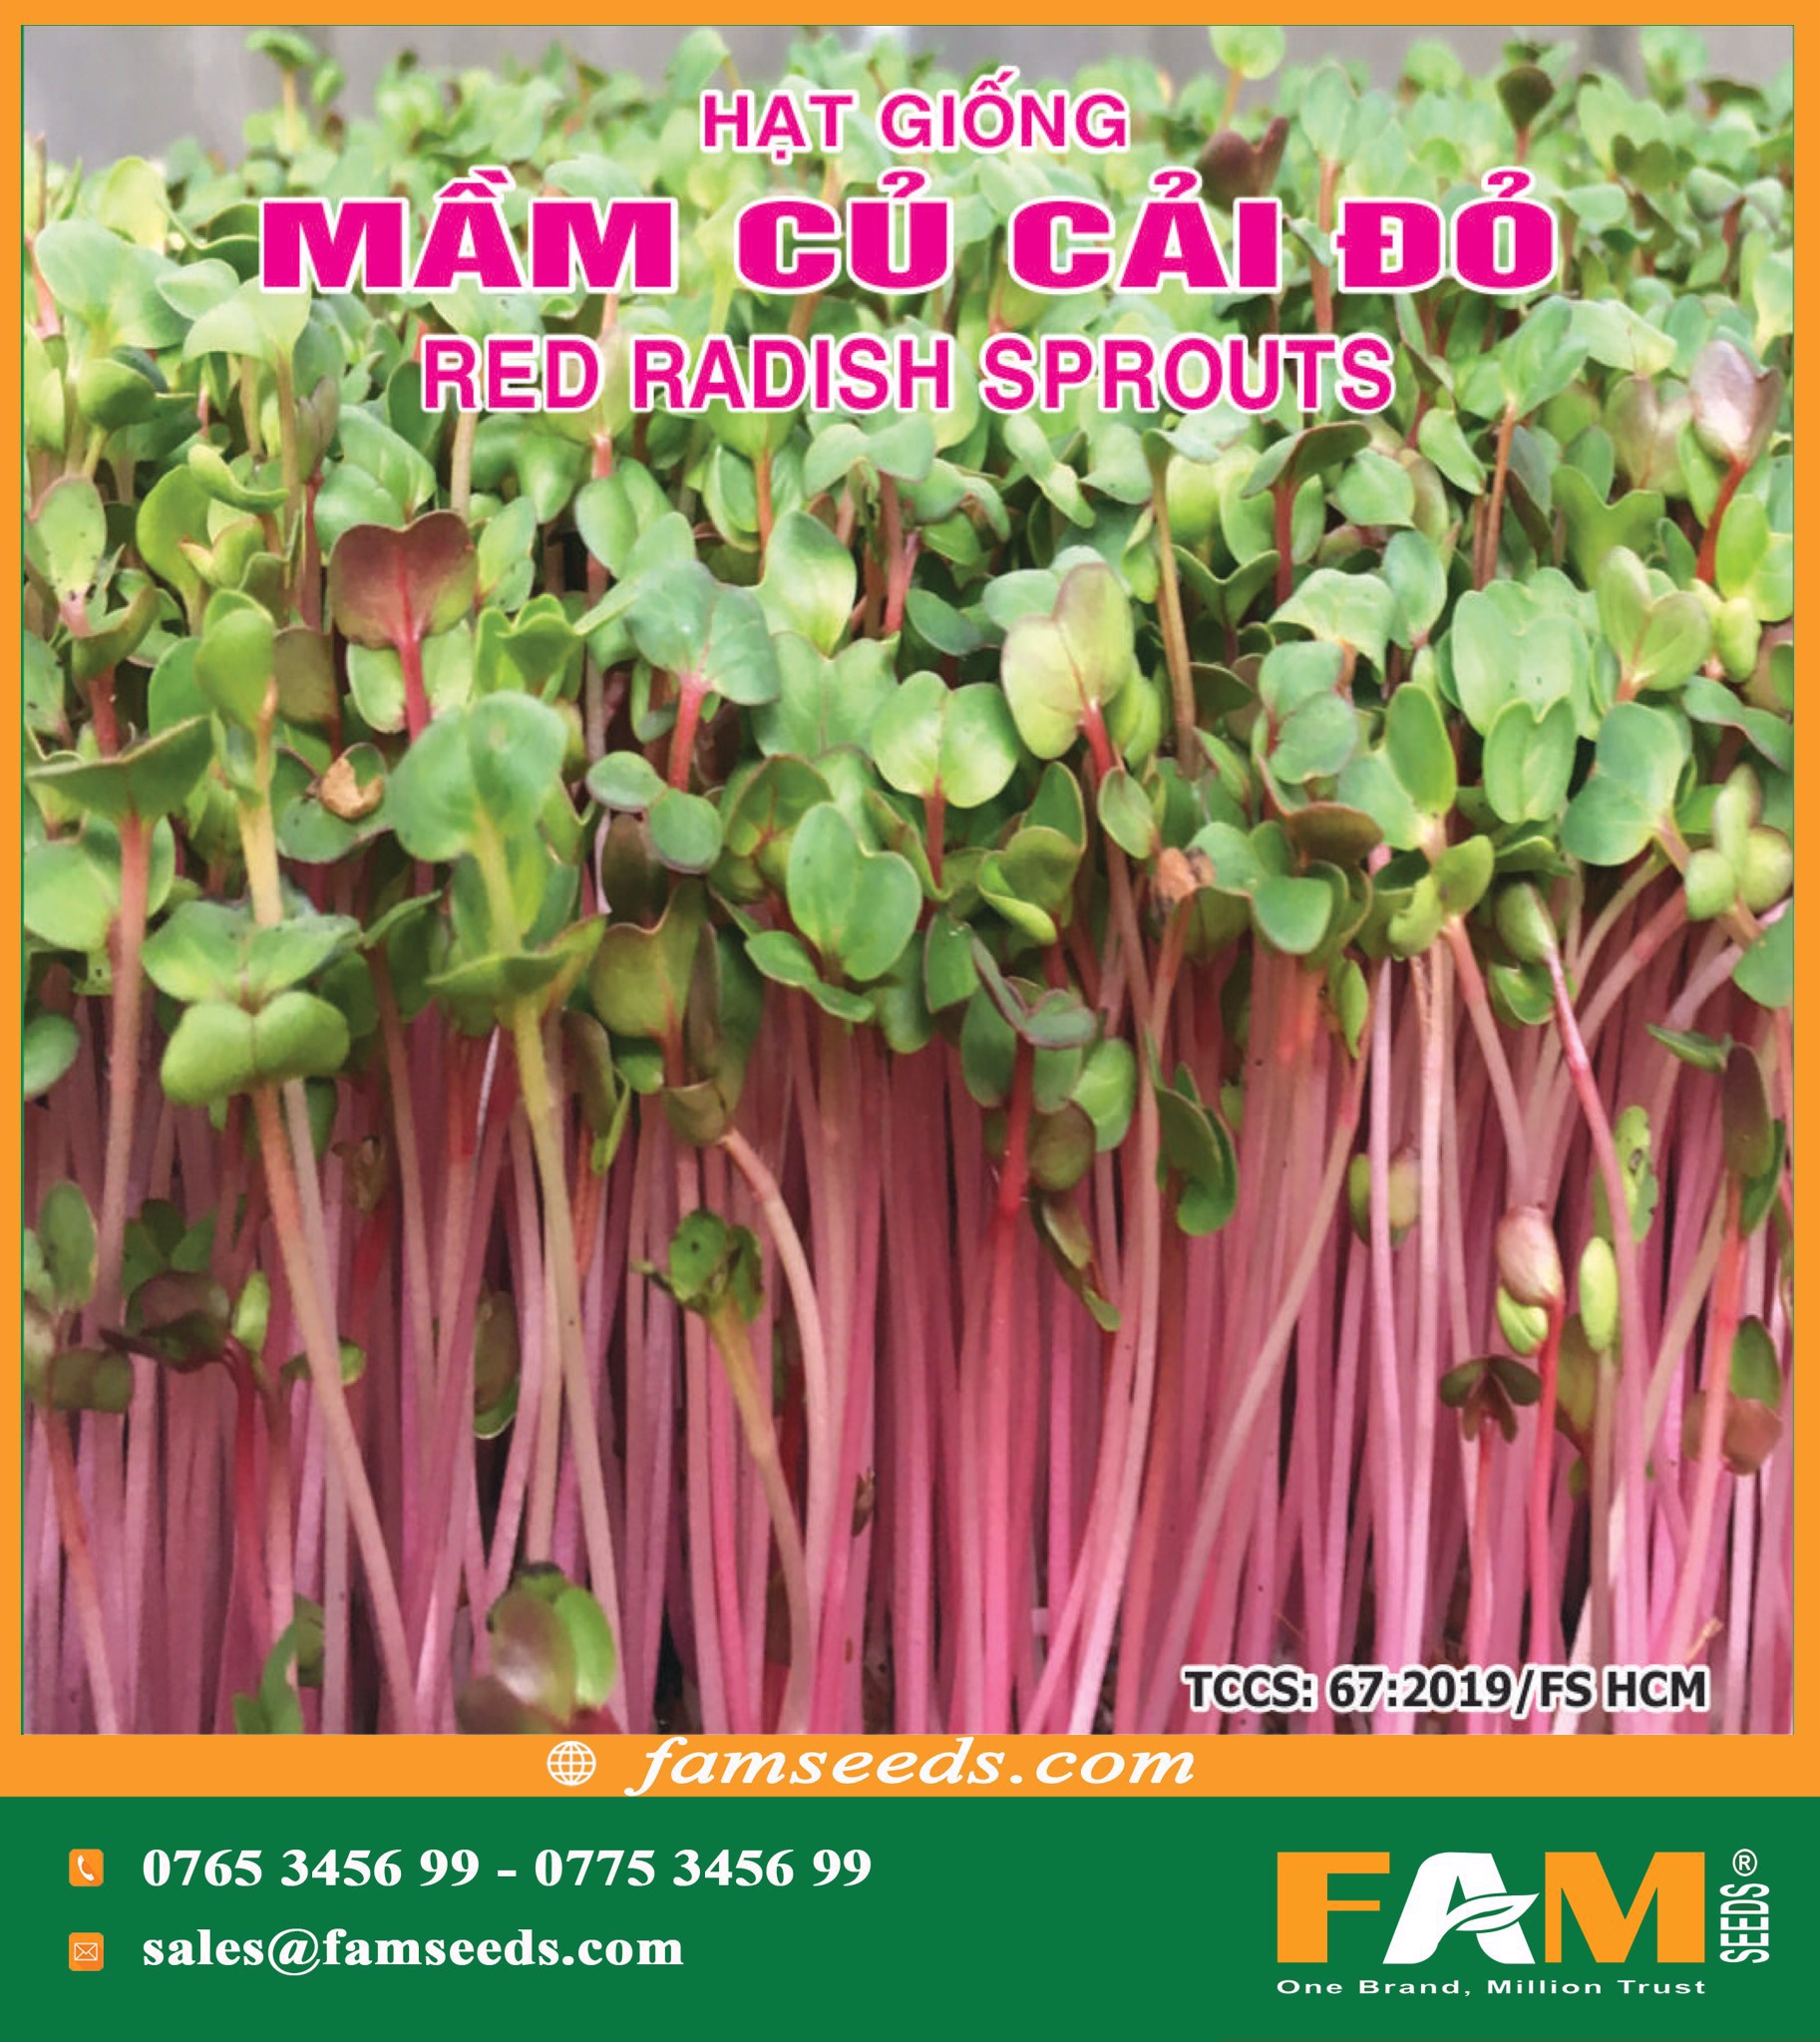 HẠT GIỐNG
MẦM CỦ CẢI ĐỎ
RED RADISH SPROUTS
TCCS: 67:2019/FS HCM
famseeds.com
0765 3456 99 - 0775 3456 99
sales@famseeds.com
FAM SEEDS®
One Brand, Million Trust